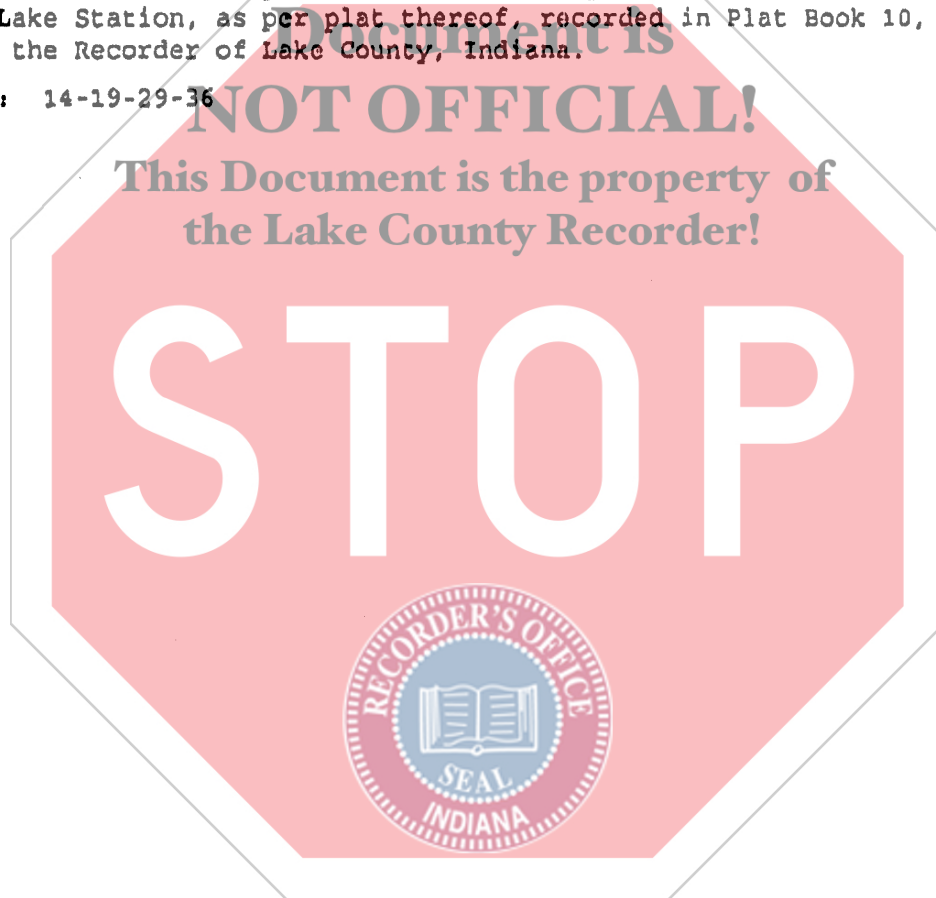 Lake Station, as per plat thereof, recorded in Plat Book 10,
Document is
the Recorder of Lake County, Indiana.
: 14-19-29-36
NOT OFFICIAL!
This Document is the property of
the Lake County Recorder!
STOP
RECORDER'S OFFICE
SEAL
INDIANA